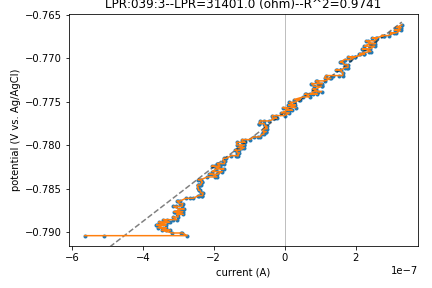 LPR:039:3--LPR=31401.0 (ohm)--R^2=0.9741
−0.765
−0.770
−0.775
−0.780
−0.785
−0.790
potential (V vs. Ag/AgCl)
−6
−4
−2
0
2
current (A)
1e−7